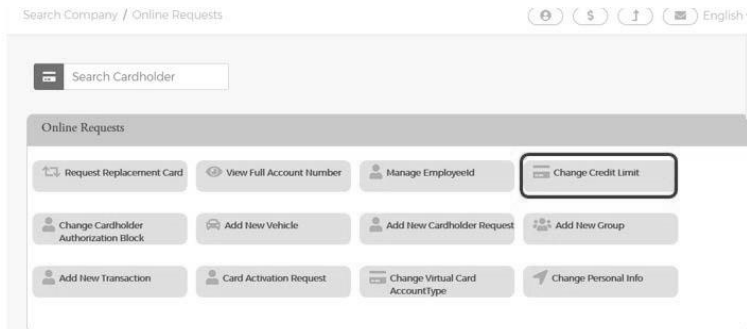 Search Company / Online Requests
$
English
Search Cardholder
Online Requests
Request Replacement Card
View Full Account Number
Manage EmployeeId
Change Credit Limit
Change Cardholder
Authorization Block
Add New Vehicle
Add New Cardholder Request
Add New Group
Add New Transaction
Card Activation Request
Change Virtual Card
AccountType
Change Personal Info